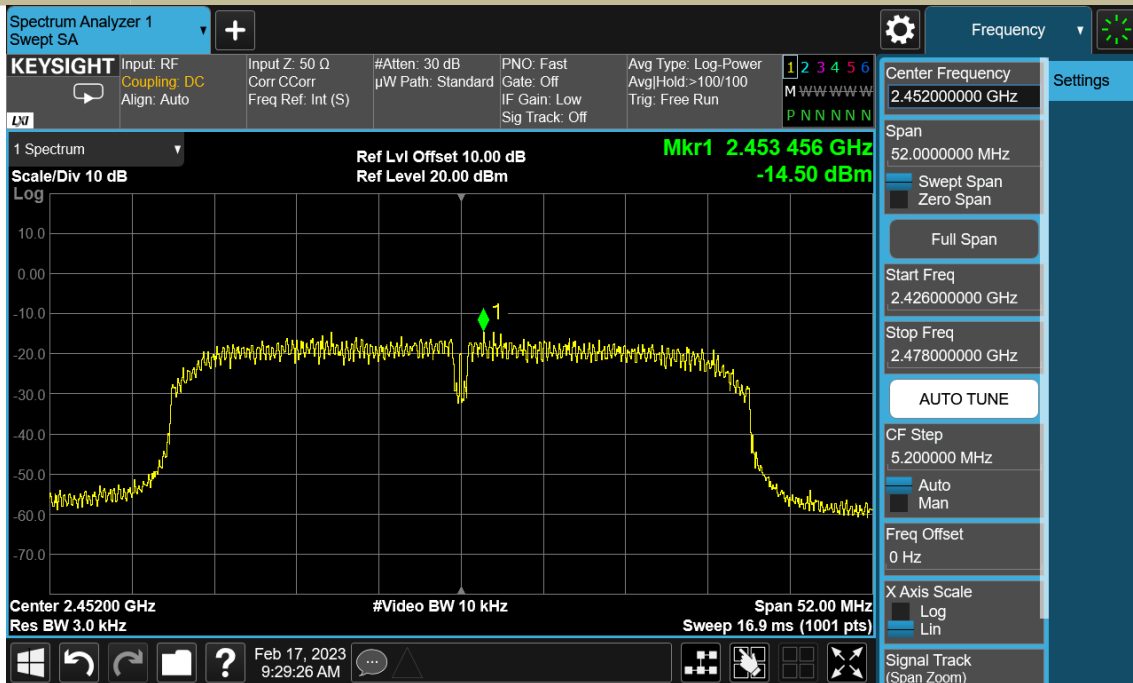 Spectrum Analyzer 1
Swept SA
Frequency
KEYSIGHT
LXI
Input: RF
Coupling: DC
Align: Auto
Input Z: 50 Ω
Corr CCorr
Freq Ref: Int (S)
#Atten: 30 dB
µW Path: Standard
PNO: Fast
Gate: Off
IF Gain: Low
Sig Track: Off
Avg Type: Log-Power
Avg|Hold:>100/100
Trig: Free Run
1 2 3 4 5 6
M W W W W W
P N N N N N
1 Spectrum
Scale/Div 10 dB
Log
Ref Lvl Offset 10.00 dB
Ref Level 20.00 dBm
Mkr1 2.453 456 GHz
-14.50 dBm
10.0
0.00
-10.0
-20.0
-30.0
-40.0
-50.0
-60.0
-70.0
1
Center 2.45200 GHz
Res BW 3.0 kHz
#Video BW 10 kHz
Span 52.00 MHz
Sweep 16.9 ms (1001 pts)
Feb 17, 2023
9:29:26 AM
Center Frequency
2.452000000 GHz
Span
52.0000000 MHz
Swept Span
Zero Span
Full Span
Start Freq
2.426000000 GHz
Stop Freq
2.478000000 GHz
AUTO TUNE
CF Step
5.200000 MHz
Auto
Man
Freq Offset
0 Hz
X Axis Scale
Log
Lin
Signal Track
(Span Zoom)
Settings